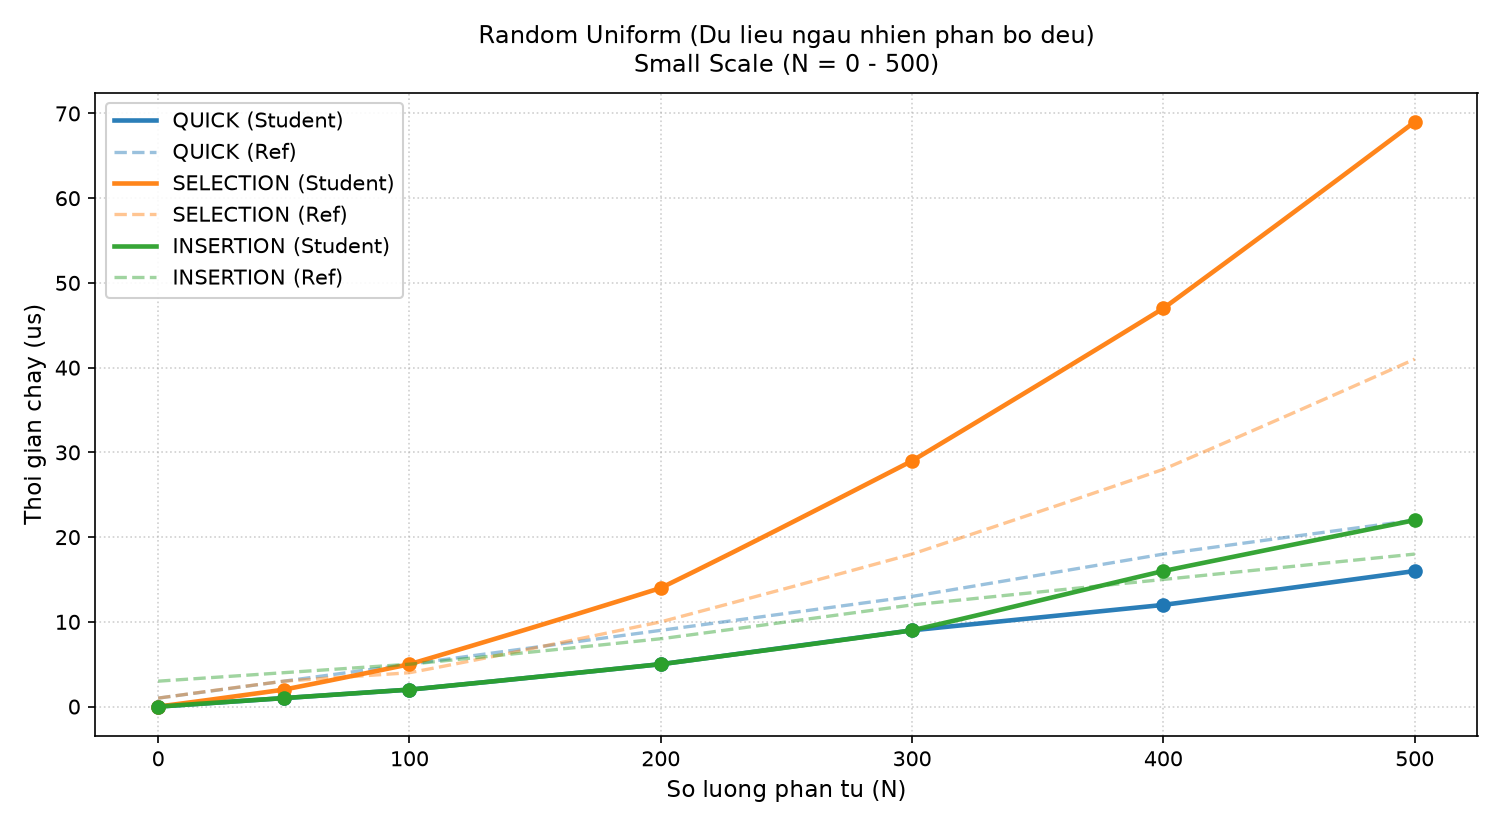 Random Uniform (Du lieu ngau nhien phan bo deu)
Small Scale (N = 0 - 500)
QUICK (Student)
QUICK (Ref)
SELECTION (Student)
SELECTION (Ref)
INSERTION (Student)
INSERTION (Ref)
Thoi gian chay (us)
70
60
50
40
30
20
10
0
0 100 200 300 400 500
So luong phan tu (N)